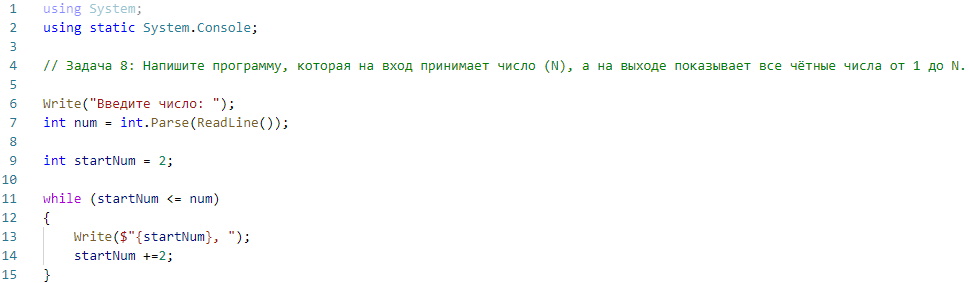 1 using System;
2 using static System.Console;
3
4 // Задача 8: Напишите программу, которая на вход принимает число (N), а на выходе показывает все чётные числа от 1 до N.
5
6 Write("Введите число: ");
7 int num = int.Parse(ReadLine());
8
9 int startNum = 2;
10
11 while (startNum <= num)
12 {
13     Write($"{startNum}, ");
14     startNum +=2;
15 }